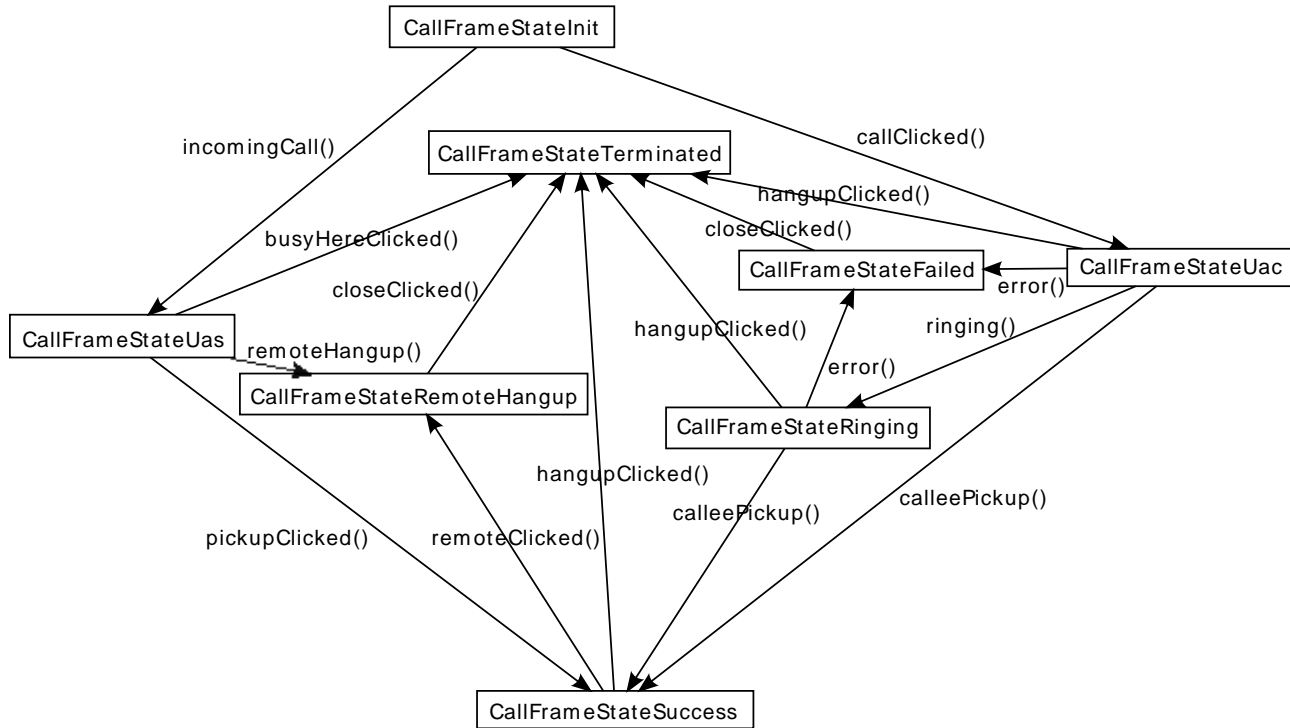 CallFrameStateInit
incomingCall()
callClicked()
CallFrameStateTerminated
hangupClicked()
closeClicked()
busyHereClicked()
CallFrameStateFailed
CallFrameStateUac
error()
closeClicked()
CallFrameStateUas
hangupClicked()
ringing()
remoteHangup()
error()
CallFrameStateRemoteHangup
CallFrameStateRinging
hangupClicked()
calleePickup()
calleePickup()
pickupClicked()
remoteClicked()
CallFrameStateSuccess